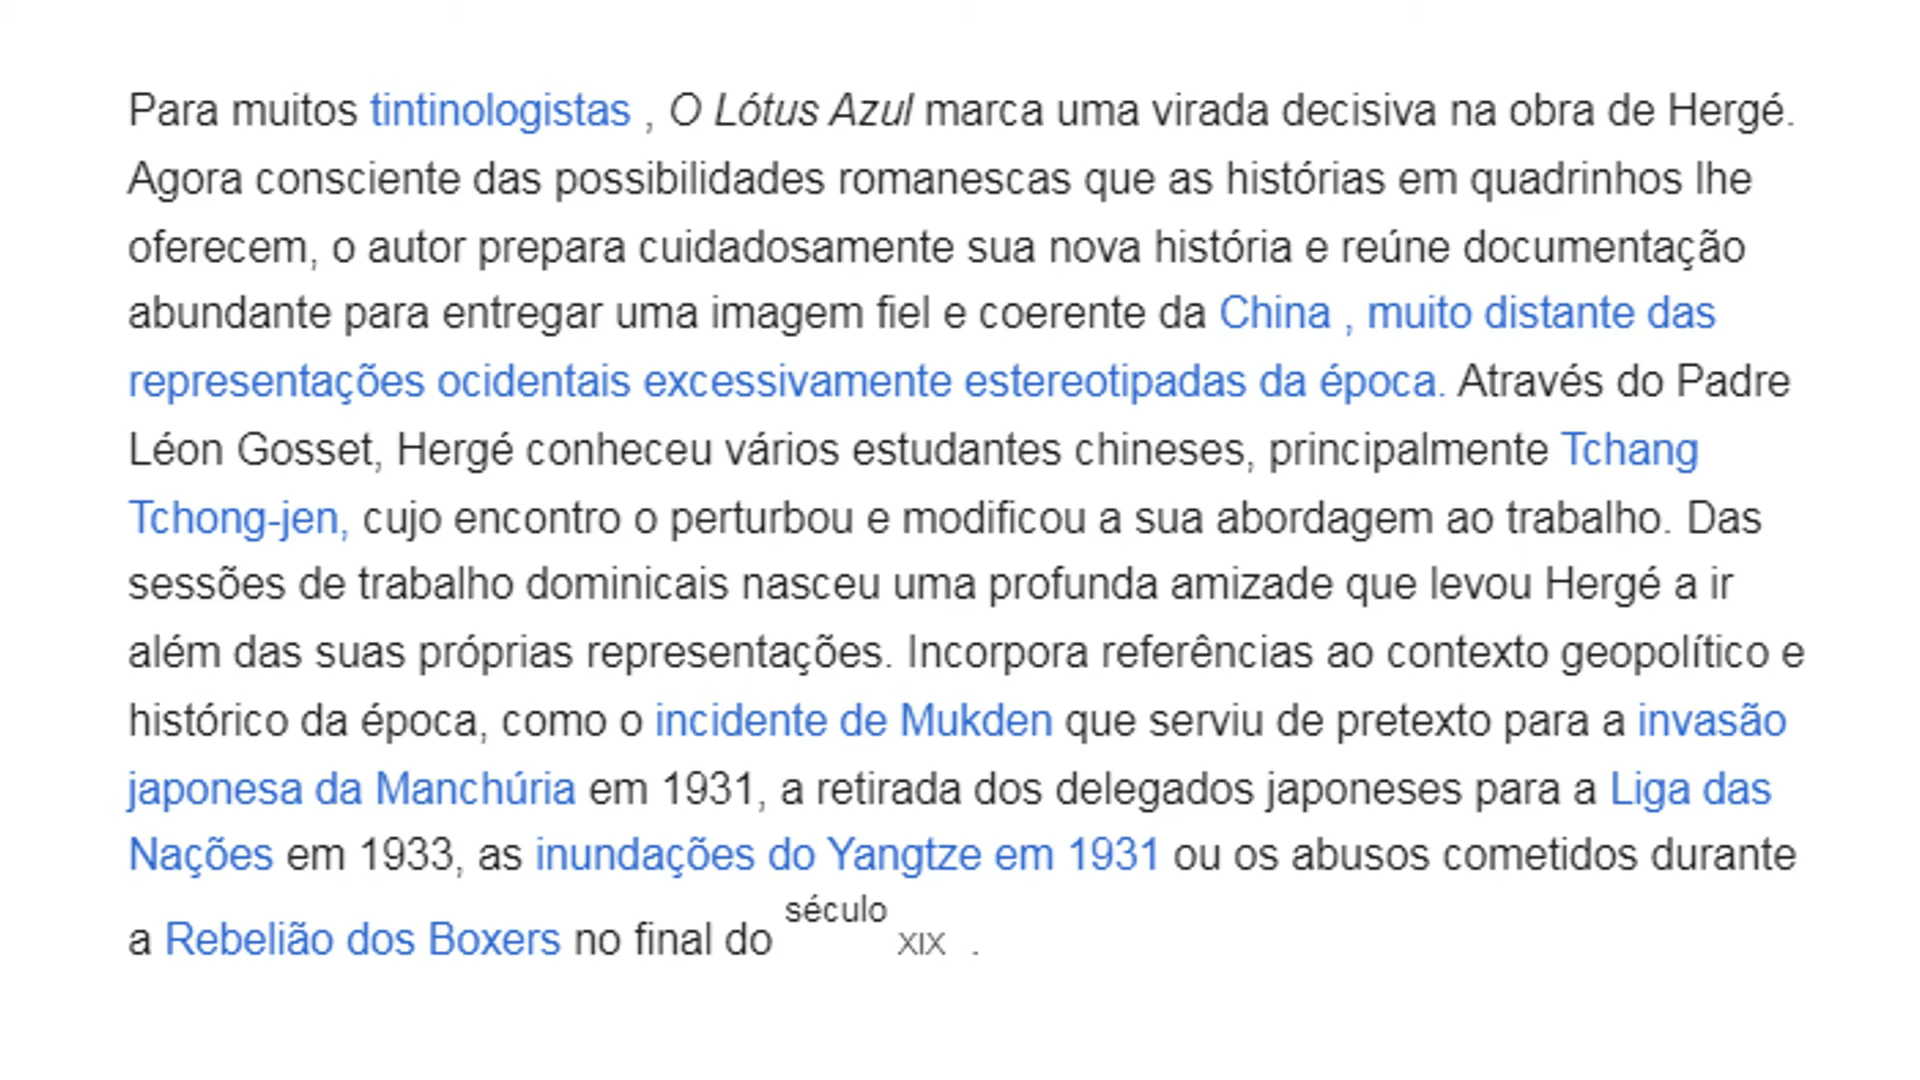 Para muitos tintinologistas , O Lótus Azul marca uma virada decisiva na obra de Hergé.
Agora consciente das possibilidades romanescas que as histórias em quadrinhos lhe
oferecem, o autor prepara cuidadosamente sua nova história e reúne documentação
abundante para entregar uma imagem fiel e coerente da China , muito distante das
representações ocidentais excessivamente estereotipadas da época. Através do Padre
Léon Gosset, Hergé conheceu vários estudantes chineses, principalmente Tchang
Tchong-jen, cujo encontro o perturbou e modificou a sua abordagem ao trabalho. Das
sessões de trabalho dominicais nasceu uma profunda amizade que levou Hergé a ir
além das suas próprias representações. Incorpora referências ao contexto geopolítico e
histórico da época, como o incidente de Mukden que serviu de pretexto para a invasão
japonesa da Manchúria em 1931, a retirada dos delegados japoneses para a Liga das
Nações em 1933, as inundações do Yangtze em 1931 ou os abusos cometidos durante
a Rebelião dos Boxers no final do século XIX .